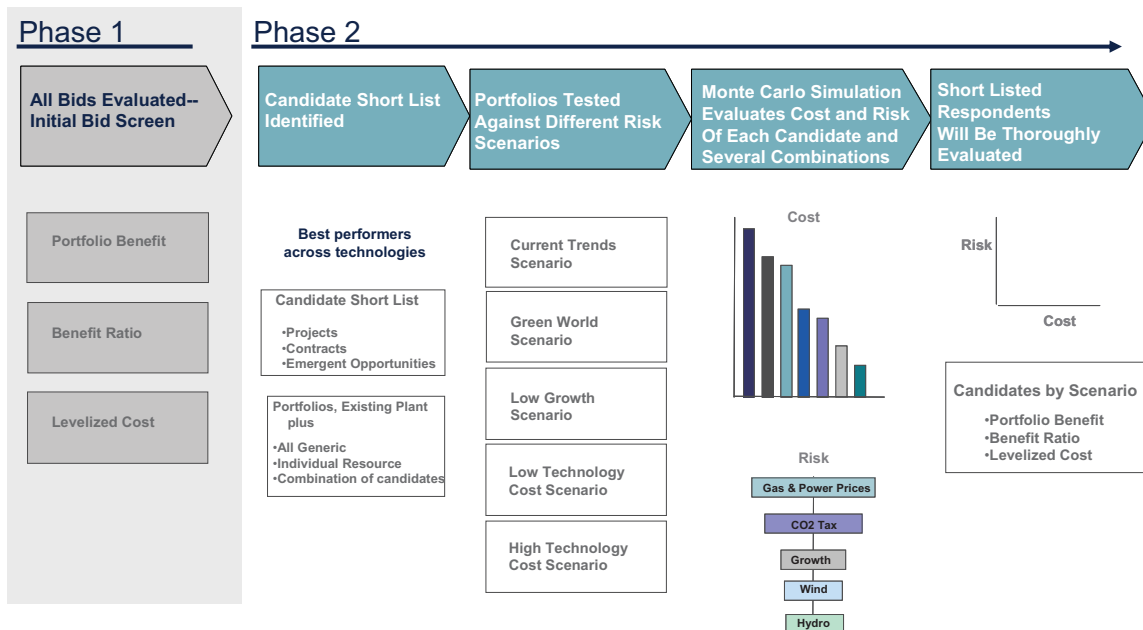 Phase 1
Phase 2
All Bids Evaluated--
Initial Bid Screen
Candidate Short List
Identified
Portfolios Tested
Against Different Risk
Scenarios
Monte Carlo Simulation
Evaluates Cost and Risk
Of Each Candidate and
Several Combinations
Short Listed
Respondents
Will Be Thoroughly
Evaluated
Portfolio Benefit
Benefit Ratio
Levelized Cost
Best performers
across technologies
Candidate Short List
•Projects
•Contracts
•Emergent Opportunities
Portfolios, Existing Plant
plus
•All Generic
•Individual Resource
•Combination of candidates
Current Trends
Scenario
Green World
Scenario
Low Growth
Scenario
Low Technology
Cost Scenario
High Technology
Cost Scenario
Cost
Risk
Gas & Power Prices
CO2 Tax
Growth
Wind
Hydro
Risk
Cost
Candidates by Scenario
•Portfolio Benefit
•Benefit Ratio
•Levelized Cost